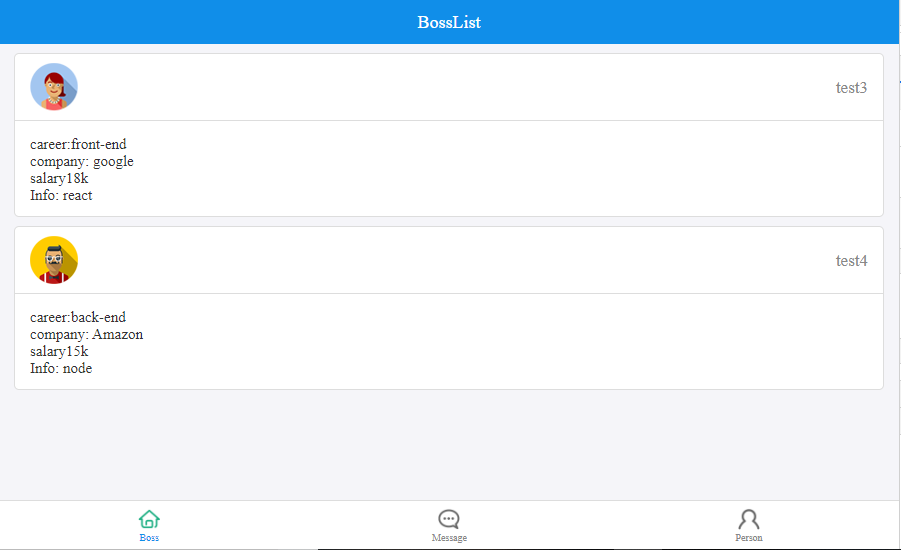 BossList
test3
career:front-end
company: google
salary18k
Info: react
test4
career:back-end
company: Amazon
salary15k
Info: node
Boss
Message
Person